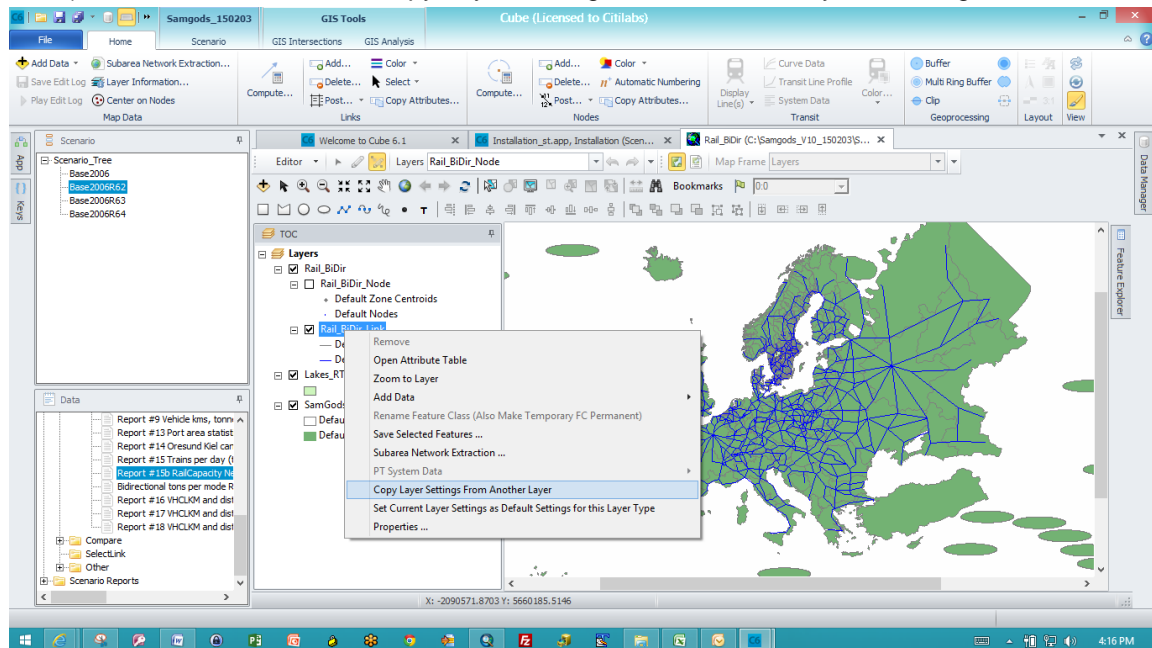 Samgods_150203
GIS Tools
Cube (Licensed to Citilabs)
File
Home
Scenario
GIS Intersections
GIS Analysis
Add Data
Subarea Network Extraction...
Save Edit Log
Layer Information...
Play Edit Log
Center on Nodes
Map Data
Compute...
Add...
Color
Delete...
Select
Post...
Copy Attributes...
Links
Compute...
Add...
Color
Delete...
Automatic Numbering
Post...
Copy Attributes...
Nodes
Display
Line(s)
Curve Data
Transit Line Profile
System Data
Color...
Transit
Buffer
Multi Ring Buffer
Clip
Geoprocessing
3:1
Layout
View
App
Keys
Scenario
Scenario_Tree
Base2006
Base2006R62
Base2006R63
Base2006R64
Welcome to Cube 6.1
Installation_st.app, Installation (Scen...
Rail_BiDir (C:\Samgods_V10_150203\S...
Editor
Layers
Rail_BiDir_Node
Map Frame
Layers
Bookmarks
0:0
Data Manager
Feature Explorer
TOC
Layers
Rail_BiDir
Rail_BiDir_Node
Default Zone Centroids
Default Nodes
Rail_BiDir_Link
De
De
Lakes_RT
SamGods
Defau
Defau
Remove
Open Attribute Table
Zoom to Layer
Add Data
Rename Feature Class (Also Make Temporary FC Permanent)
Save Selected Features ...
Subarea Network Extraction ...
PT System Data
Copy Layer Settings From Another Layer
Set Current Layer Settings as Default Settings for this Layer Type
Properties ...
Data
Report #9 Vehicle kms, tonn
Report #13 Port area statist
Report #14 Oresund Kiel car
Report #15 Trains per day (
Report #15b RailCapacity Ne
Bidirectional tons per mode R
Report #16 VHCLKM and dist
Report #17 VHCLKM and dist
Report #18 VHCLKM and dist
Compare
SelectLink
Other
Scenario Reports
X: -2090571.8703 Y: 5660185.5146
4:16 PM